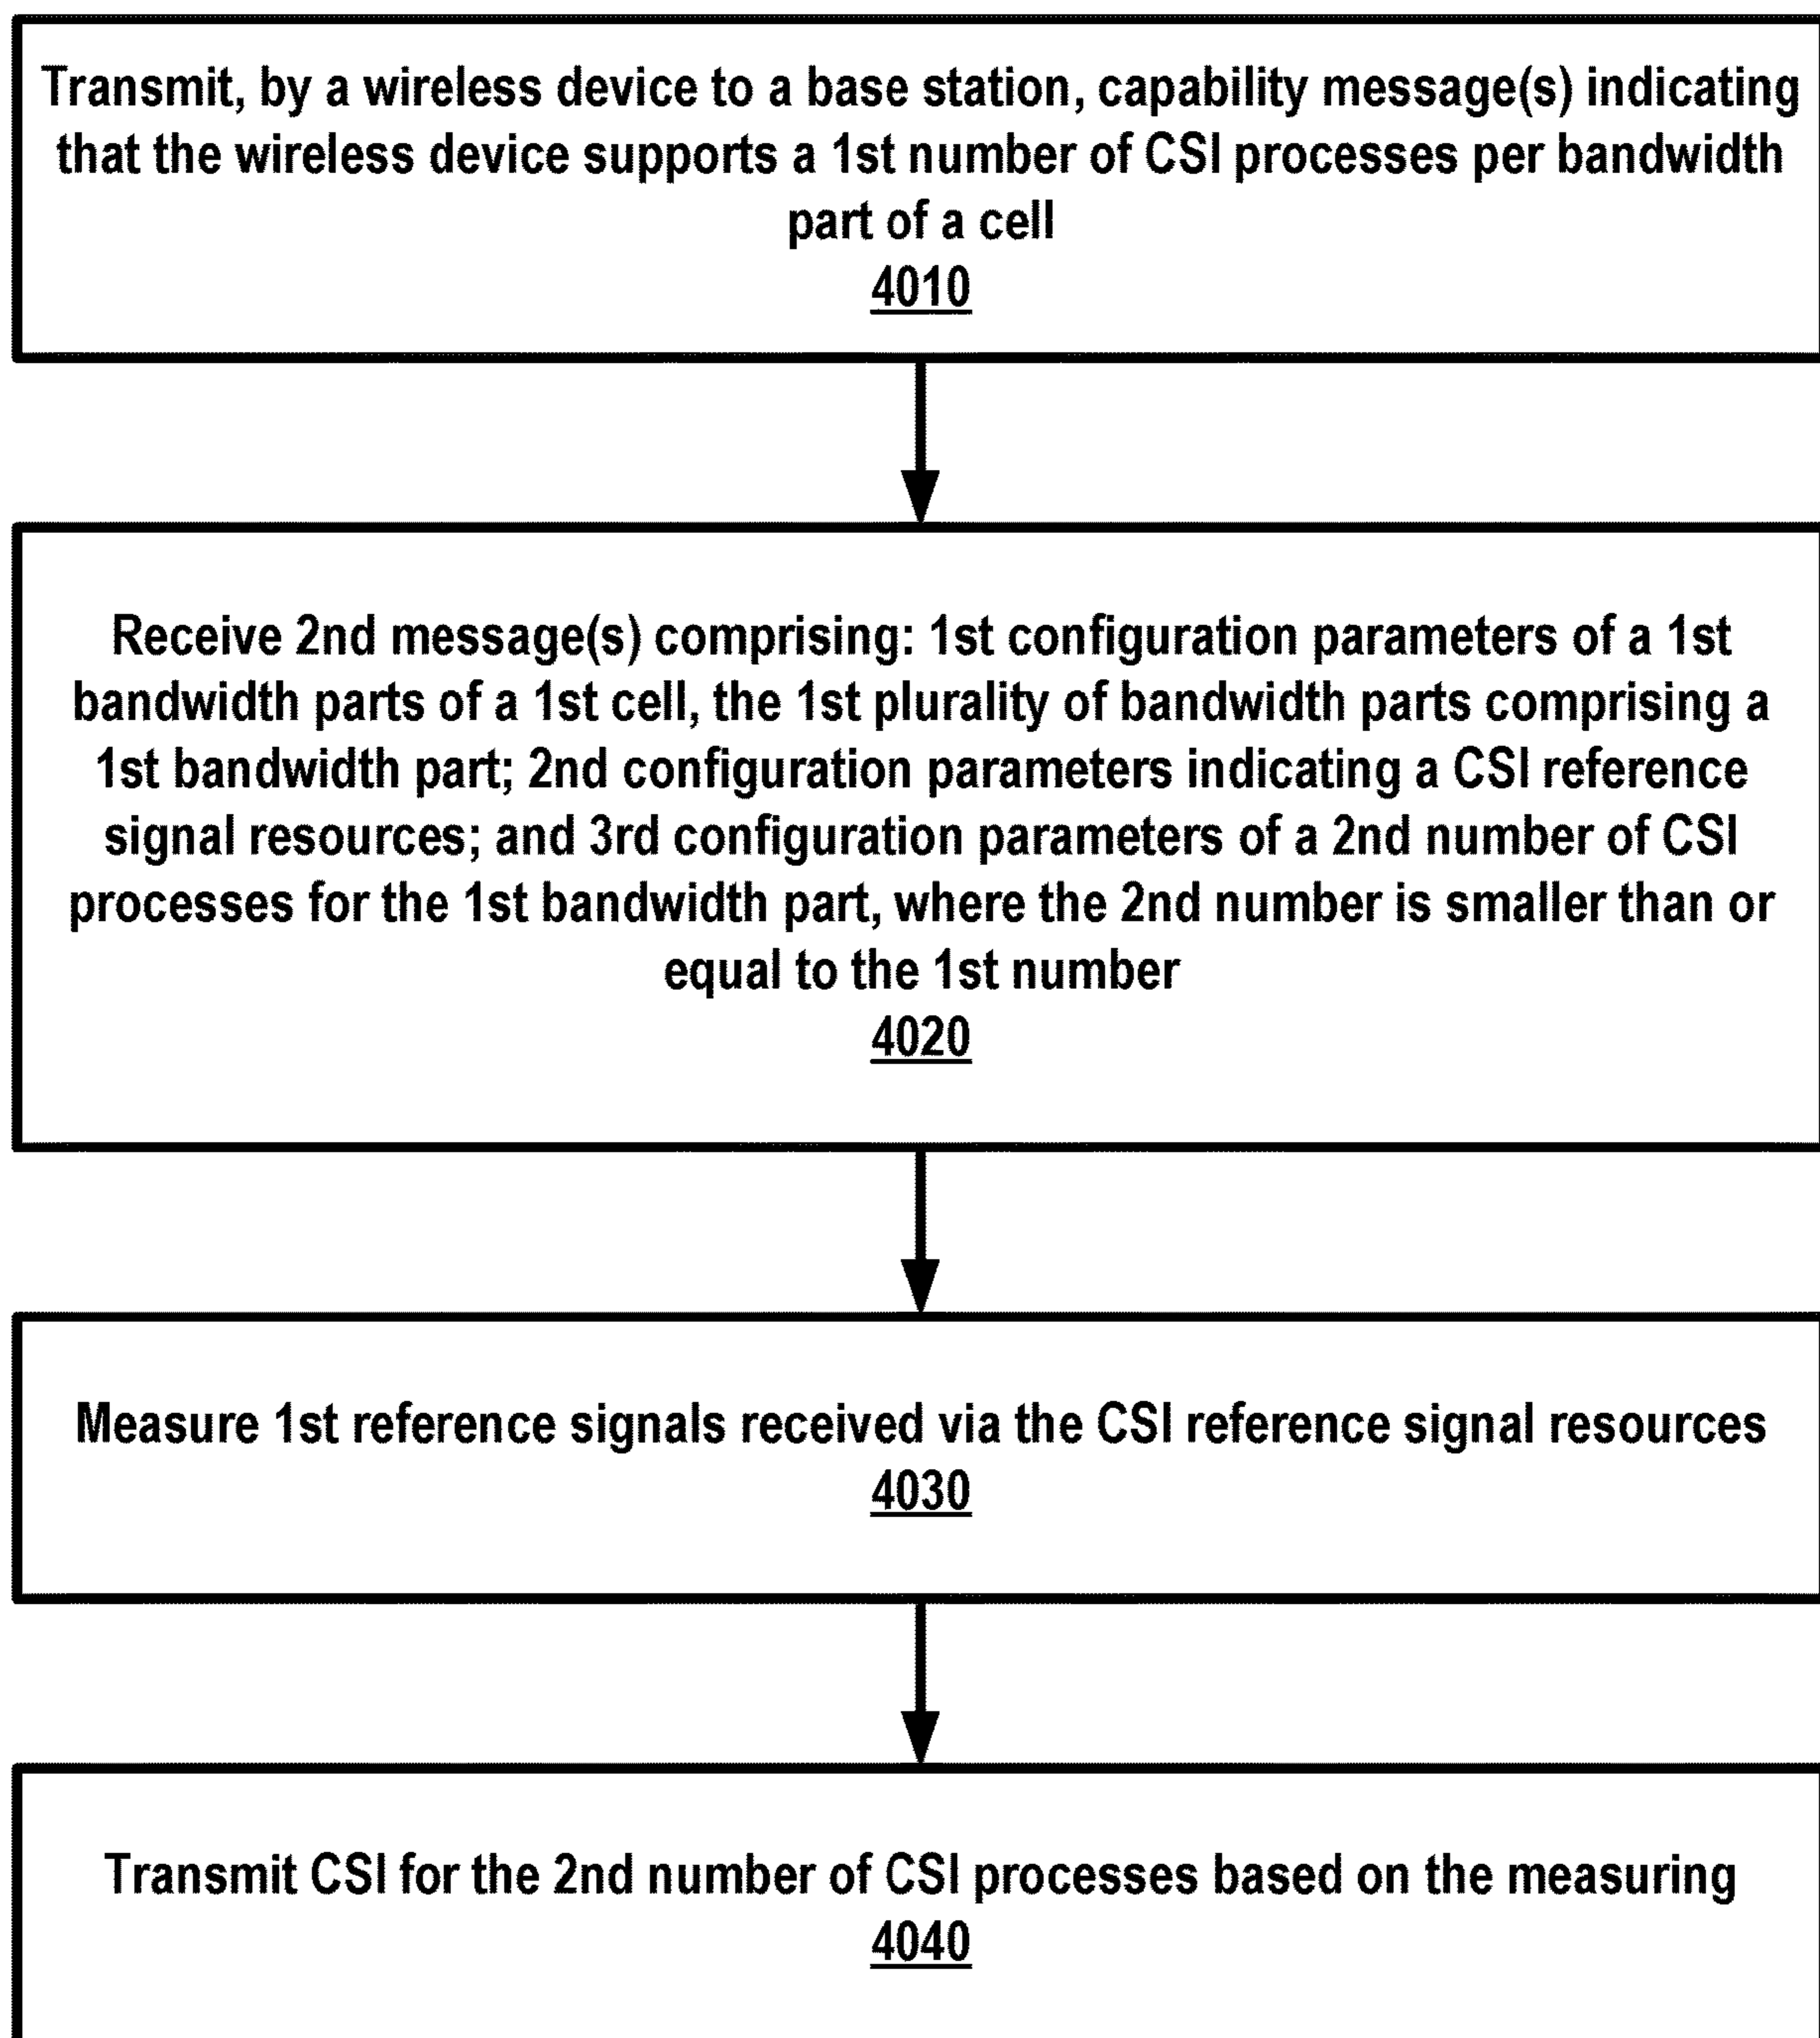 Transmit, by a wireless device to a base station, capability message(s) indicating
that the wireless device supports a 1st number of CSI processes per bandwidth
part of a cell
4010
Receive 2nd message(s) comprising: 1st configuration parameters of a 1st
bandwidth parts of a 1st cell, the 1st plurality of bandwidth parts comprising a
1st bandwidth part; 2nd configuration parameters indicating a CSI reference
signal resources; and 3rd configuration parameters of a 2nd number of CSI
processes for the 1st bandwidth part, where the 2nd number is smaller than or
equal to the 1st number
4020
Measure 1st reference signals received via the CSI reference signal resources
4030
Transmit CSI for the 2nd number of CSI processes based on the measuring
4040